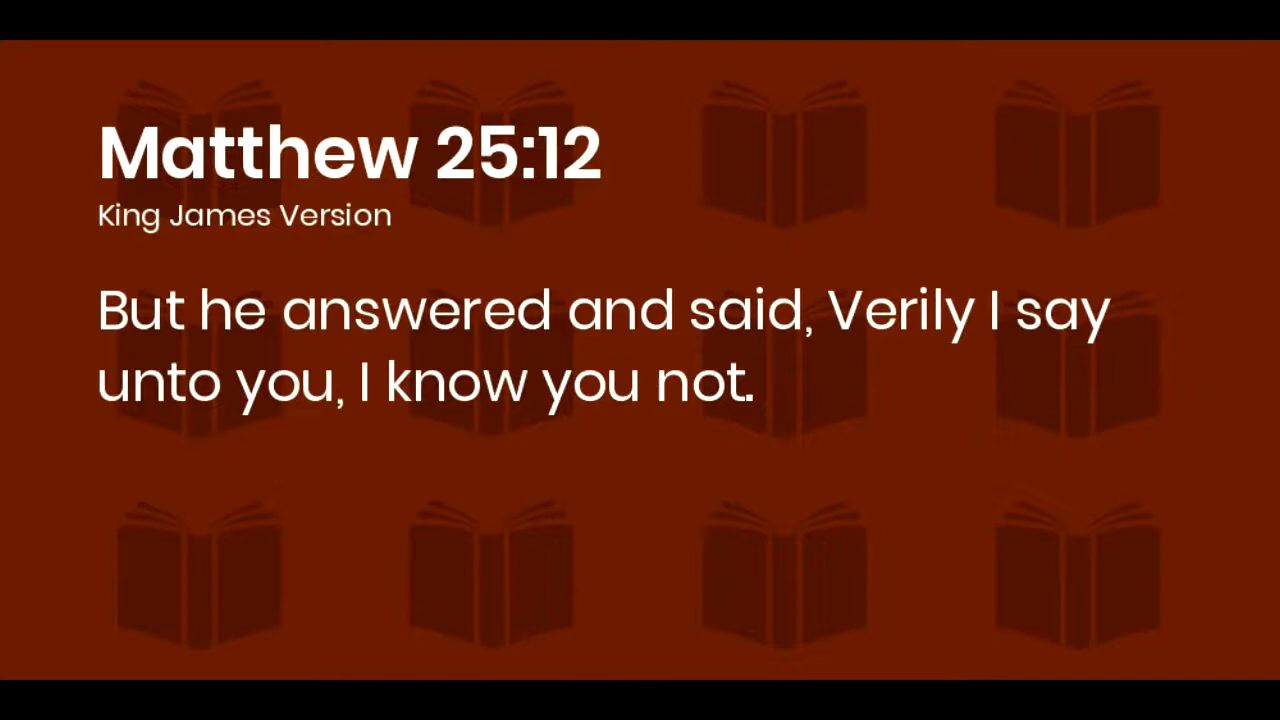 Matthew 25:12
King James Version
But he answered and said, Verily I say
unto you, I know you not.